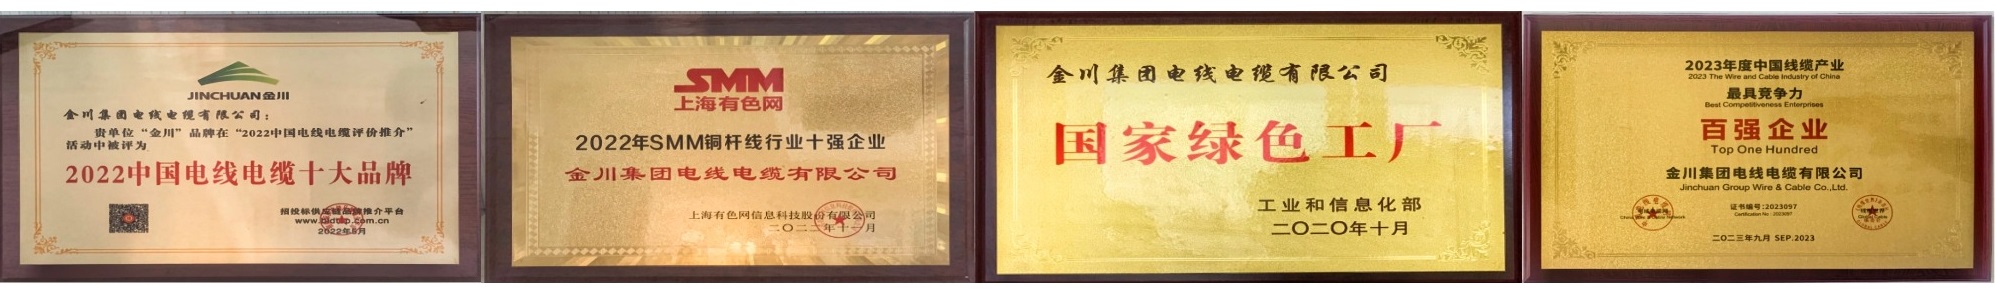 JINCHUAN金川
金川集团电线电缆有限公司：
贵单位“金川”品牌在“2022中国电线电缆评价推介”
活动中被评为
2022中国电线电缆十大品牌
2022年5月
SMM
上海有色网
2022年SMM铜杆线行业十强企业
金川集团电线电缆有限公司
上海有色网信息科技股份有限公司
二〇二二年十一月
金川集团电线电缆有限公司
国家绿色工厂
工业和信息化部
二〇二〇年十月
2023年度中国线缆产业
2023 The Wire and Cable Industry of China
最具竞争力
Best Competitiveness Enterprises
百强企业
Top One Hundred
金川集团电线电缆有限公司
Jinchuan Group Wire & Cable Co.,Ltd.
证书编号:2023097
Certification No.:2023097
二〇二三年九月 SEP.2023